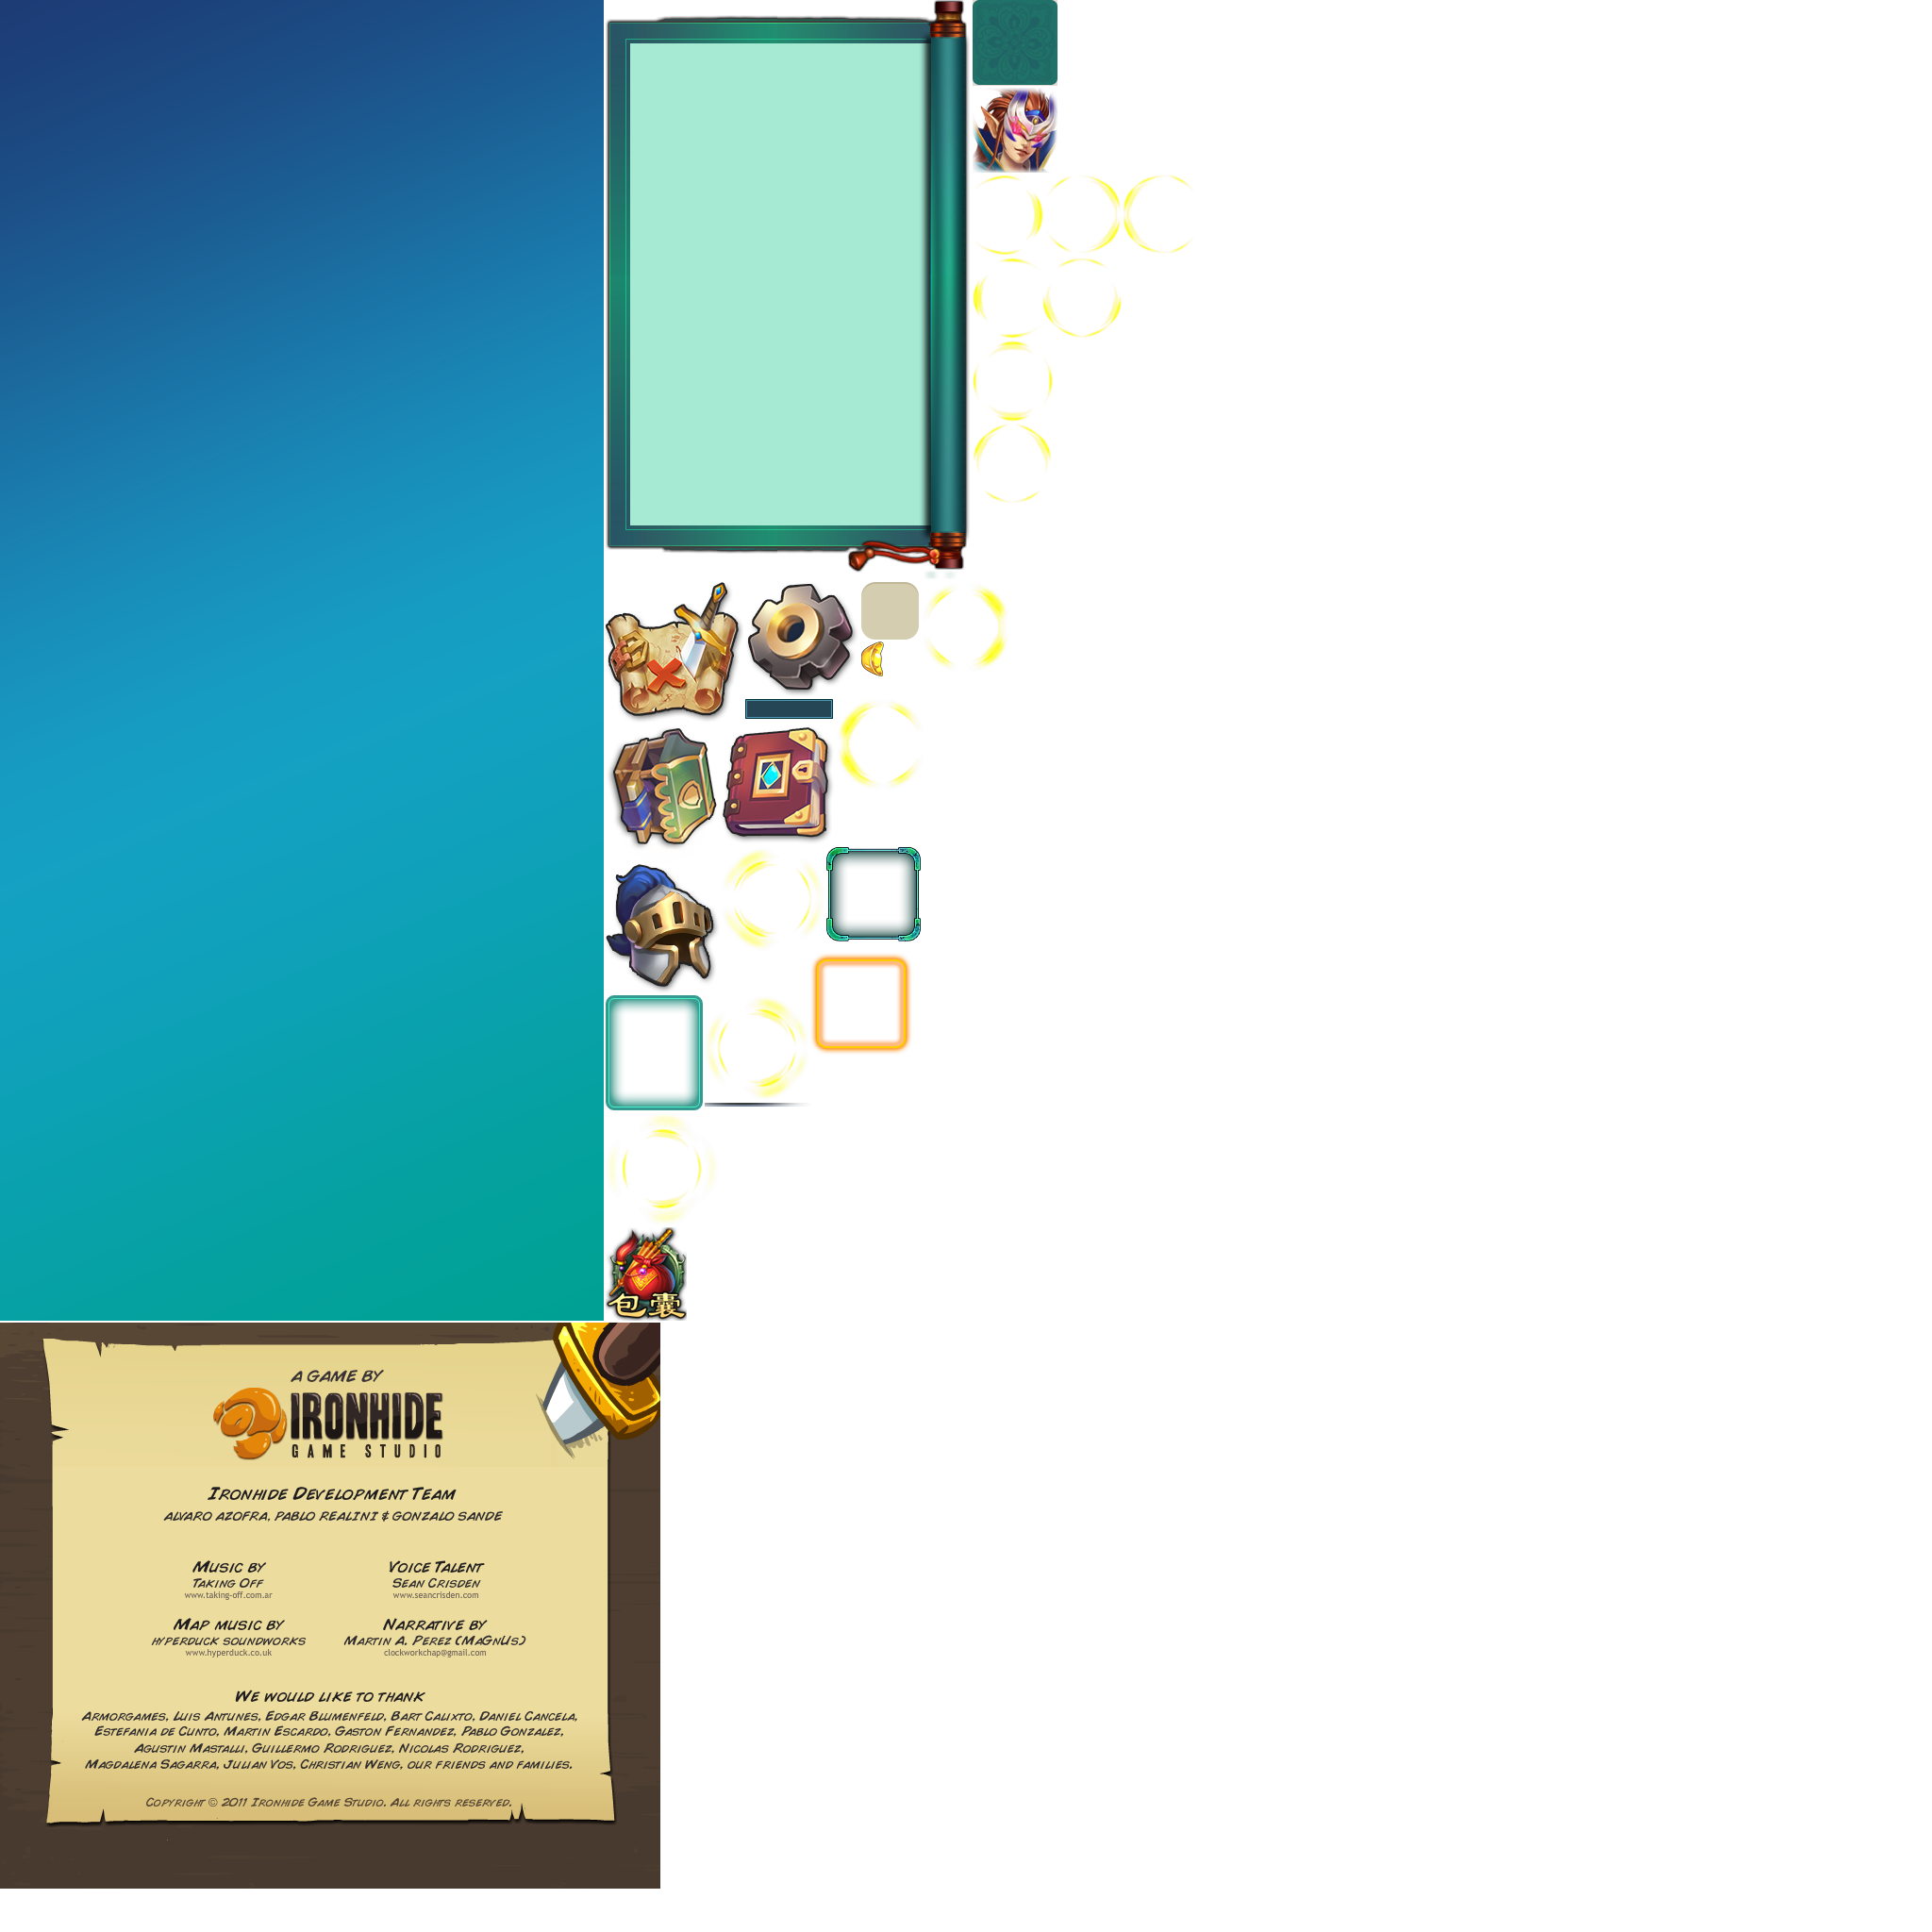 包囊
A GAME BY
IRONHIDE
GAME STUDIO
IRONHIDE DEVELOPMENT TEAM
ALVARO AZOFRA, PABLO REALINI & GONZALO SANDE
MUSIC BY
TAKING OFF
www.taking-off.com.ar
VOICE TALENT
SEAN CRISDEN
www.seancrisden.com
MAP MUSIC BY
HYPERDUCK SOUNDWORKS
www.hyperduck.co.uk
NARRATIVE BY
MARTIN A. PEREZ (MAGNUS)
clockworkchap@gmail.com
WE WOULD LIKE TO THANK
ARMORGAMES, LUIS ANTUNES, EDGAR BLUMENFELD, BART CALIXTO, DANIEL CANCELA,
ESTEFANIA DE CUNTO, MARTIN ESCARDO, GASTON FERNANDEZ, PABLO GONZALEZ,
AGUSTIN MASTALLI, GUILLERMO RODRIGUEZ, NICOLAS RODRIGUEZ,
MAGDALENA SAGARRA, JULIAN VOS, CHRISTIAN WENG, OUR FRIENDS AND FAMILIES.
COPYRIGHT © 2011 IRONHIDE GAME STUDIO. ALL RIGHTS RESERVED.